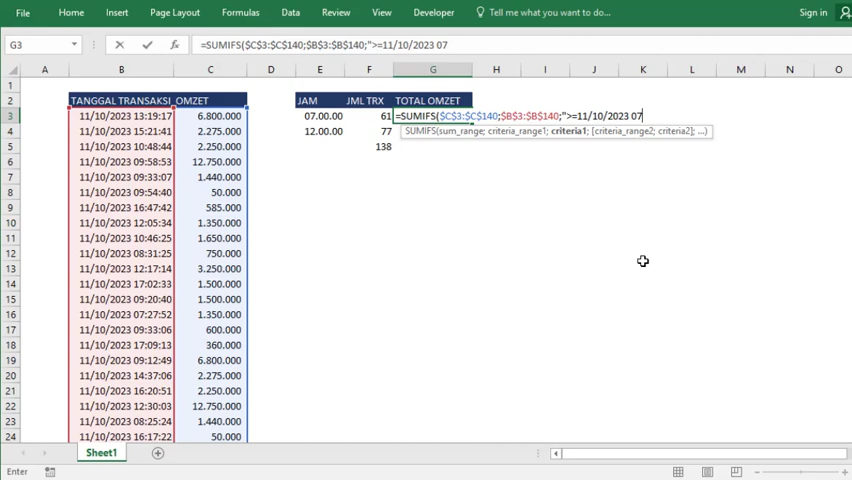 File Home Insert Page Layout Formulas Data Review View Developer Tell me what you want to do... Sign in
G3 fx =SUMIFS($C$3:$C$140;$B$3:$B$140;">=11/10/2023 07
A B C D E F G H I J K L M N O
1
2 TANGGAL TRANSAKSI OMZET JAM JML TRX TOTAL OMZET
3 11/10/2023 13:19:17 6.800.000 07.00.00 61 =SUMIFS($C$3:$C$140;$B$3:$B$140;">=11/10/2023 07
4 11/10/2023 15:21:41 2.275.000 12.00.00 77 SUMIFS(sum_range; criteria_range1; criteria1; [criteria_range2; criteria2]; ...)
5 11/10/2023 10:48:44 2.275.000 138
6 11/10/2023 09:58:53 12.750.000
7 11/10/2023 09:33:07 1.440.000
8 11/10/2023 09:54:40 50.000
9 11/10/2023 16:47:42 585.000
10 11/10/2023 12:05:34 1.350.000
11 11/10/2023 10:46:25 1.650.000
12 11/10/2023 08:31:25 750.000
13 11/10/2023 12:17:14 3.250.000
14 11/10/2023 17:02:33 1.500.000
15 11/10/2023 09:20:40 1.500.000
16 11/10/2023 07:27:52 1.350.000
17 11/10/2023 09:33:06 600.000
18 11/10/2023 17:09:13 360.000
19 11/10/2023 09:12:49 6.800.000
20 11/10/2023 14:37:06 2.275.000
21 11/10/2023 16:20:51 2.250.000
22 11/10/2023 12:30:03 12.750.000
23 11/10/2023 08:25:24 1.440.000
24 11/10/2023 16:17:22 50.000
Sheet1
Enter